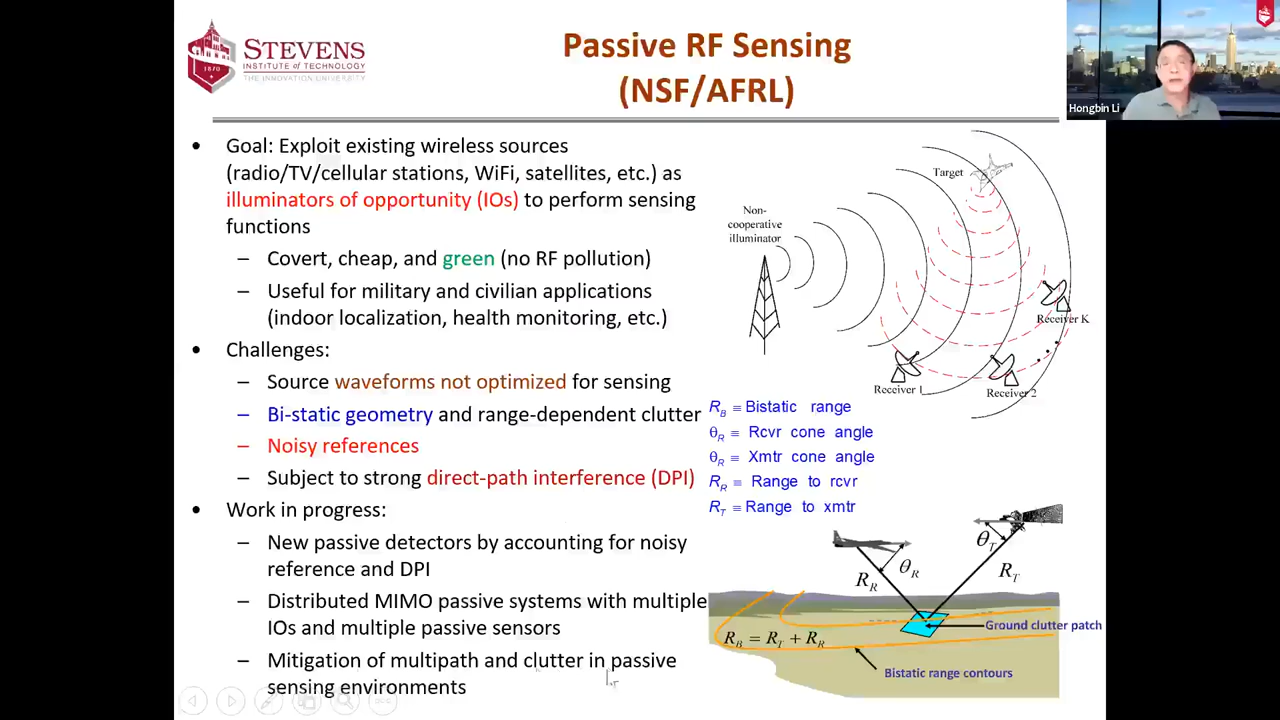 STEVENS
INSTITUTE of TECHNOLOGY
THE INNOVATION UNIVERSITY
1870
Passive RF Sensing
(NSF/AFRL)
Hongbin Li
• Goal: Exploit existing wireless sources
(radio/TV/cellular stations, WiFi, satellites, etc.) as
illuminators of opportunity (IOs) to perform sensing
functions
– Covert, cheap, and green (no RF pollution)
– Useful for military and civilian applications
(indoor localization, health monitoring, etc.)
• Challenges:
– Source waveforms not optimized for sensing
– Bi-static geometry and range-dependent clutter
– Noisy references
– Subject to strong direct-path interference (DPI)
• Work in progress:
– New passive detectors by accounting for noisy
reference and DPI
– Distributed MIMO passive systems with multiple
IOs and multiple passive sensors
– Mitigation of multipath and clutter in passive
sensing environments
Target
Non-
cooperative
illuminator
Receiver K
Receiver 1
Receiver 2
R_B ≡ Bistatic range
θ_R ≡ Rcvr cone angle
θ_R ≡ Xmtr cone angle
R_R ≡ Range to rcvr
R_T ≡ Range to xmtr
θ_T
θ_R
R_R
R_T
R_B = R_T + R_R
Ground clutter patch
Bistatic range contours